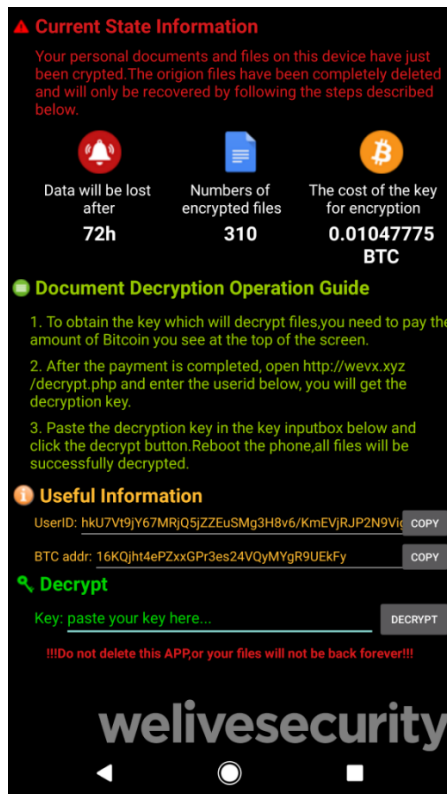 Current State Information
Your personal documents and files on
this device have just
been crypted.The origion files have been completely deleted
and will only be recovered by following the steps described
below.
Data will be lost
after
72h
Numbers of
encrypted files
310
The cost of the key
for encryption
0.01047775
BTC
Document Decryption Operation Guide
1. To obtain the key which will decrypt files,you need to pay the
amount of Bitcoin you see at the top of the screen.
2. After the payment is completed, open http://wevx.xyz
/decrypt.php and enter the userid below, you will get the
decryption key.
3. Paste the decryption key in the key inputbox below and
click the decrypt button.Reboot the phone,all files will be
successfully decrypted.
Useful Information
UserID: hkU7Vt9jY67MRjQ5jZZEuSMg3H8v6/KmEVjRJP2N9Vig COPY
BTC addr: 16KQjht4ePZxxGPr3es24VQyMYgR9UEkFy COPY
Decrypt
Key: paste your key here... DECRYPT
!!!Do not delete this APP,or your files will not be back forever!!!
welivesecurity